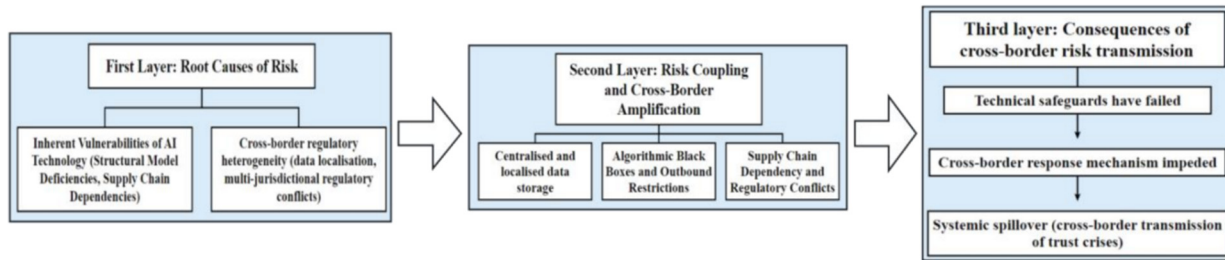 First Layer: Root Causes of Risk
Inherent Vulnerabilities of AI
Technology (Structural Model
Deficiencies, Supply Chain
Dependencies)
Cross-border regulatory
heterogeneity (data localisation,
multi-jurisdictional regulatory
conflicts)
Second Layer: Risk Coupling
and Cross-Border
Amplification
Centralised and
localised data
storage
Algorithmic Black
Boxes and Outbound
Restrictions
Supply Chain
Dependency and
Regulatory Conflicts
Third layer: Consequences of
cross-border risk transmission
Technical safeguards have failed
Cross-border response mechanism impeded
Systemic spillover (cross-border transmission
of trust crises)